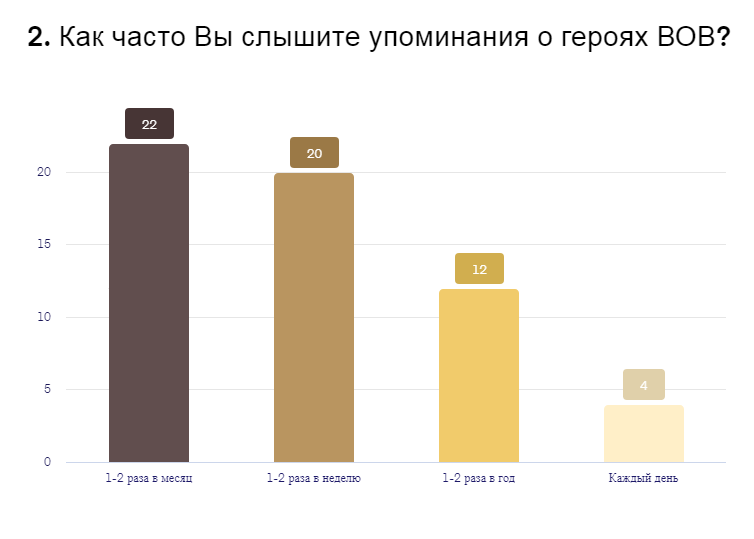 2. Как часто Вы слышите упоминания о героях ВОВ?
22
20
20
15
12
10
5
4
0
1-2 раза в месяц
1-2 раза в неделю
1-2 раза в год
Каждый день